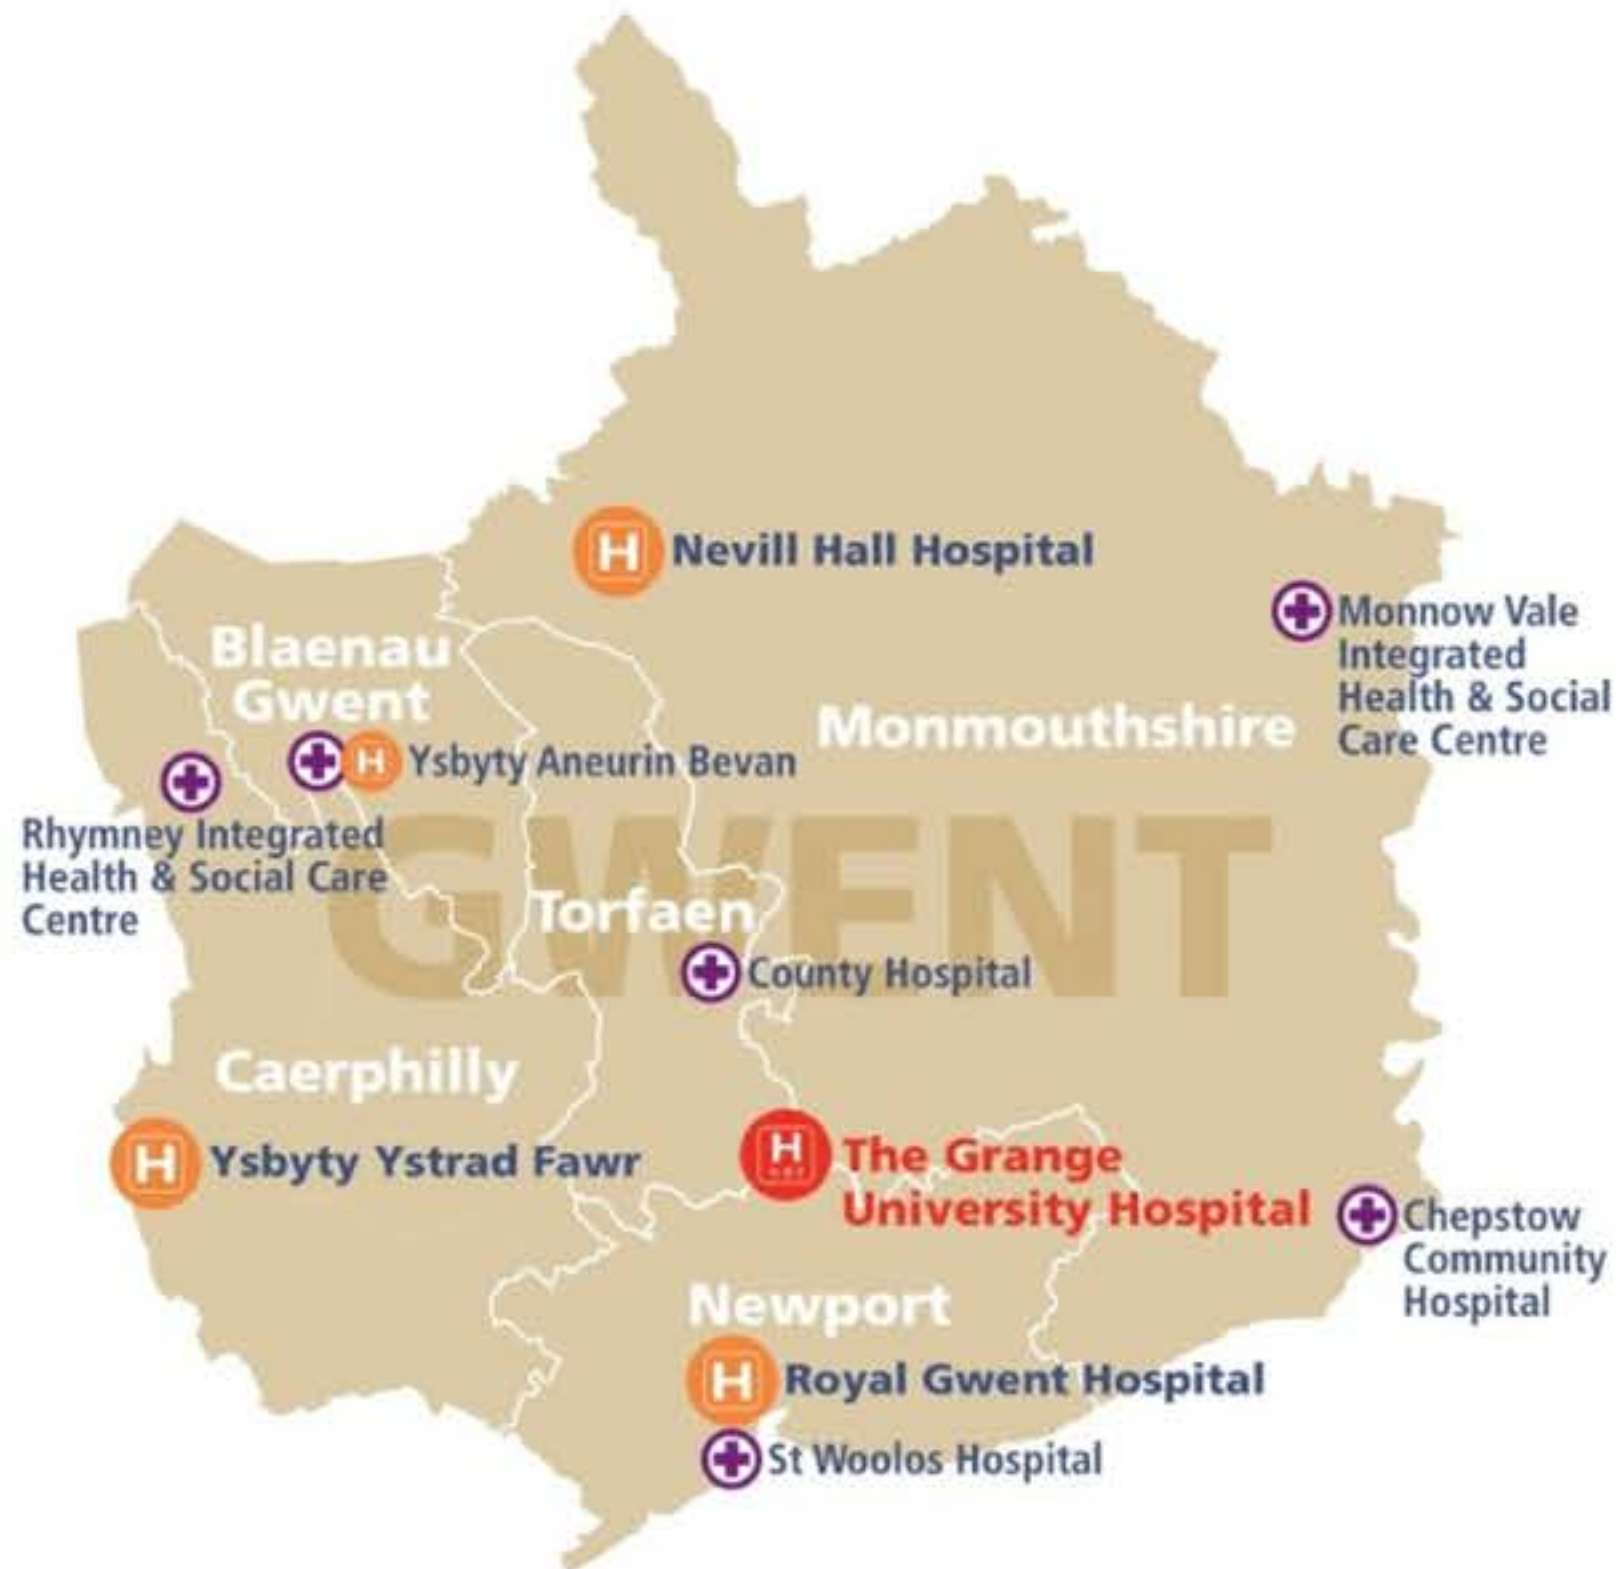 H Nevill Hall Hospital
Monnow Vale
Integrated
Health & Social
Care Centre
Blaenau
Gwent
Monmouthshire
H Ysbyty Aneurin Bevan
Rhymney Integrated
Health & Social Care
Centre
GWENT
Torfaen
County Hospital
Caerphilly
H Ysbyty Ystrad Fawr
H The Grange
University Hospital
Chepstow
Community
Hospital
Newport
H Royal Gwent Hospital
St Woolos Hospital